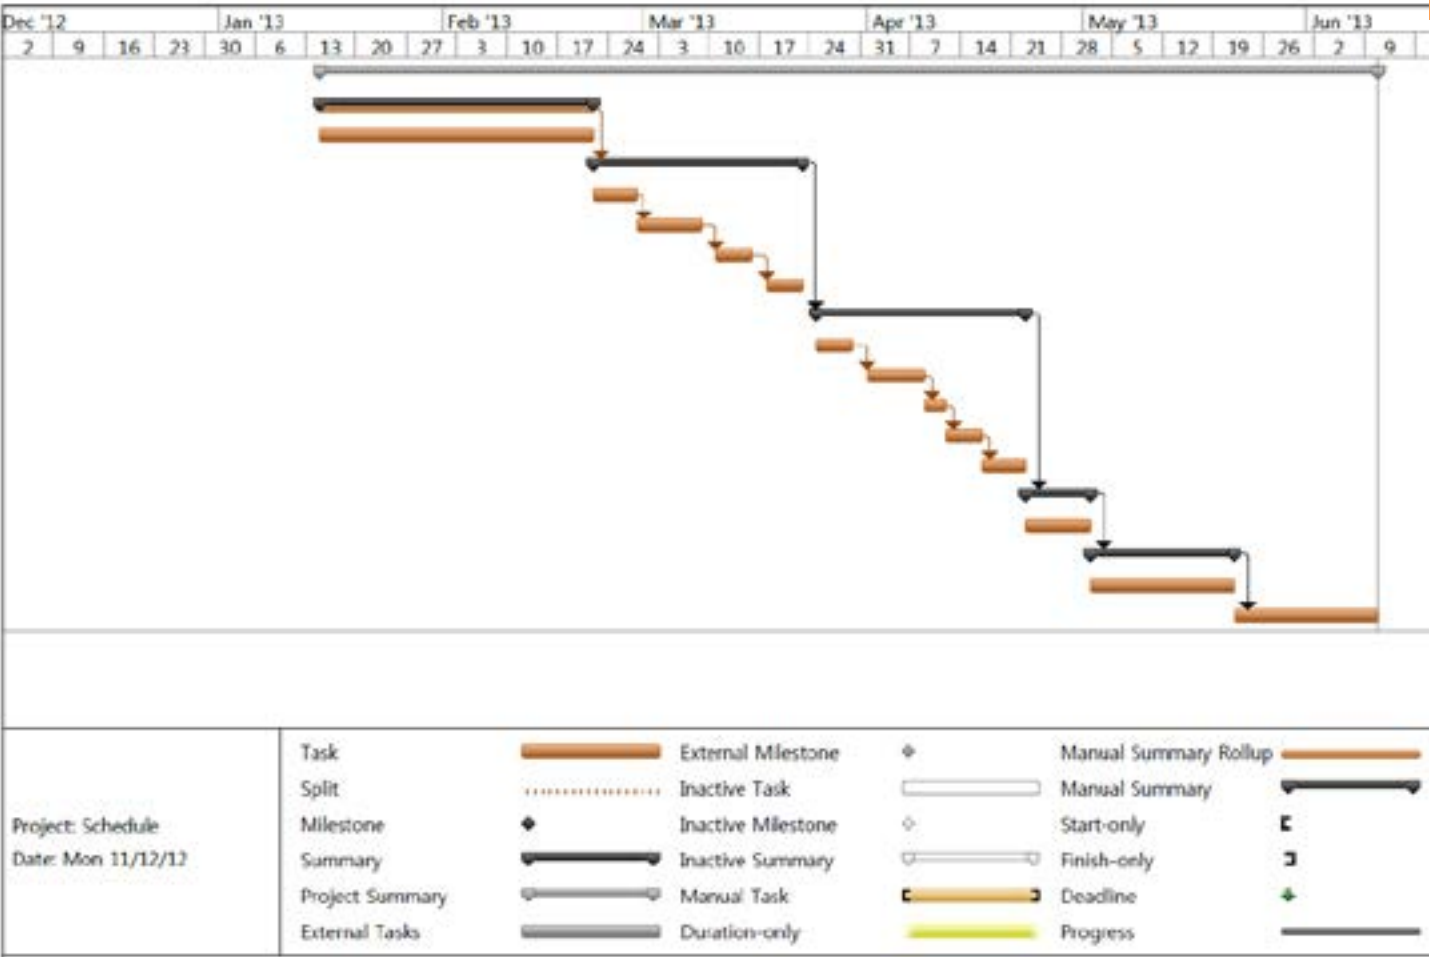 Dec '12 Jan '13 Feb '13 Mar '13 Apr '13 May '13 Jun '13
2 9 16 23 30 6 13 20 27 3 10 17 24 3 10 17 24 31 7 14 21 28 5 12 19 26 2 9
Project: Schedule
Date: Mon 11/12/12
Task External Milestone Manual Summary Rollup
Split Inactive Task Manual Summary
Milestone Inactive Milestone Start-only
Summary Inactive Summary Finish-only
Project Summary Manual Task Deadline
External Tasks Duration-only Progress